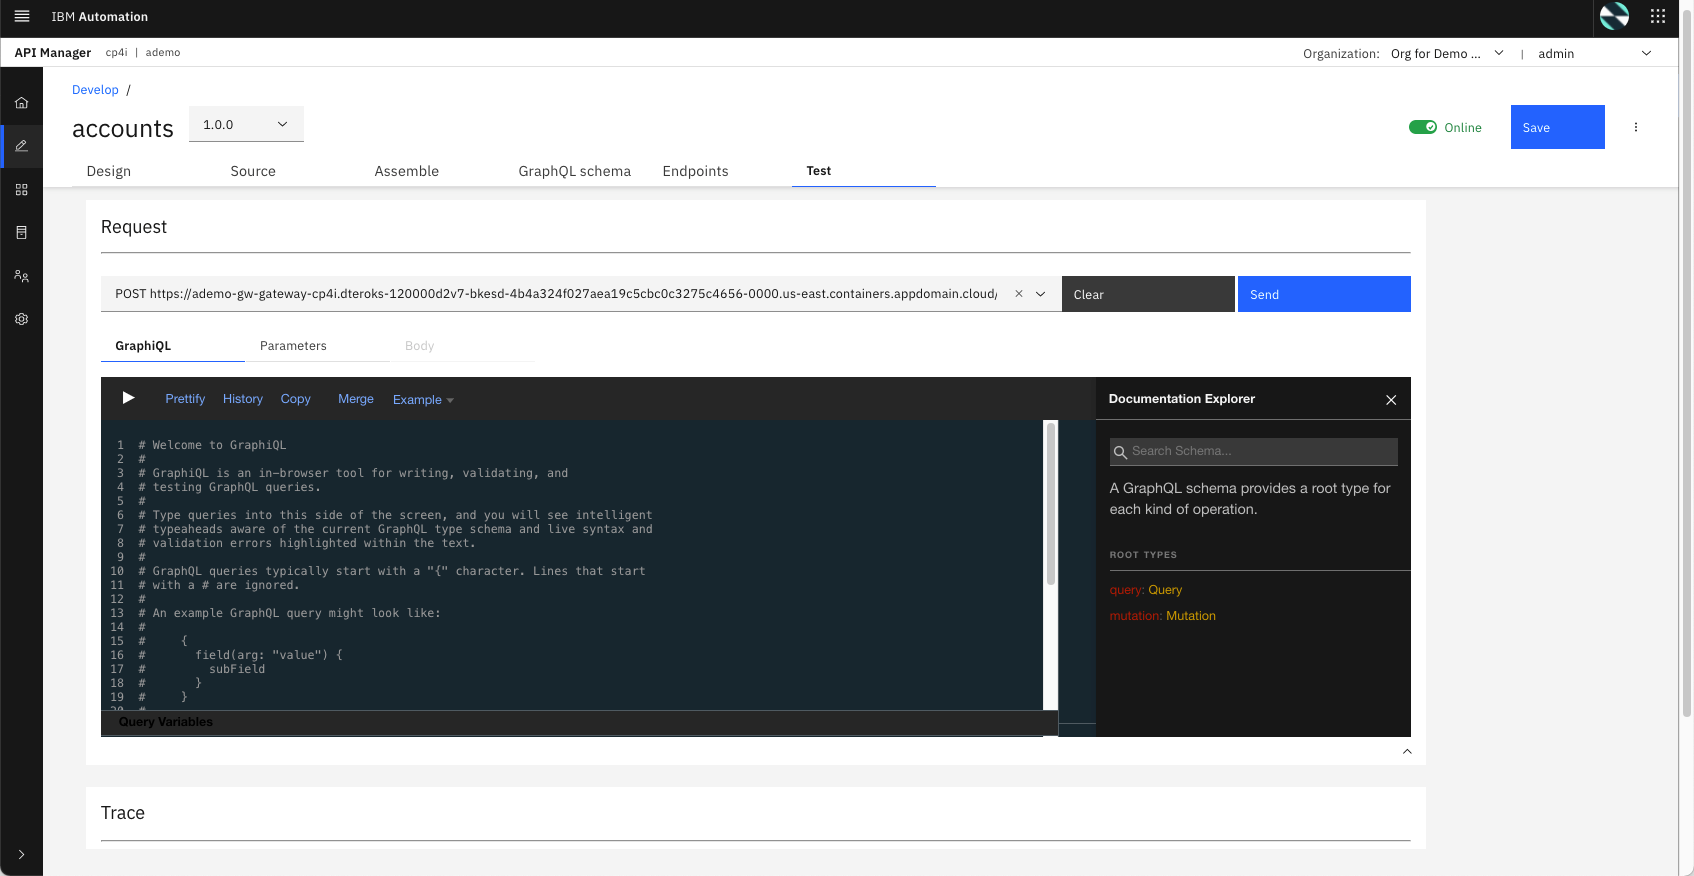 IBM Automation
API Manager cp4i | ademo
Organization: Org for Demo ... | admin
Develop /
accounts 1.0.0
Online Save
Design Source Assemble GraphQL schema Endpoints Test
Request
POST https://ademo-gw-gateway-cp4i.dteroks-120000d2v7-bkesd-4b4a324f027aea19c5cbc0c3275c4656-0000.us-east.containers.appdomain.cloud/
Clear
Send
GraphiQL Parameters Body
Prettify History Copy Merge Example
1 # Welcome to GraphiQL
2 #
3 # GraphiQL is an in-browser tool for writing, validating, and
4 # testing GraphQL queries.
5 #
6 # Type queries into this side of the screen, and you will see intelligent
7 # typeaheads aware of the current GraphQL type schema and live syntax and
8 # validation errors highlighted within the text.
9 #
10 # GraphQL queries typically start with a "{" character. Lines that start
11 # with a # are ignored.
12 #
13 # An example GraphQL query might look like:
14 #
15 #     {
16 #       field(arg: "value") {
17 #         subField
18 #       }
19 #     }
20 #
Query Variables
Documentation Explorer
Search Schema...
A GraphQL schema provides a root type for
each kind of operation.
ROOT TYPES
query: Query
mutation: Mutation
Trace